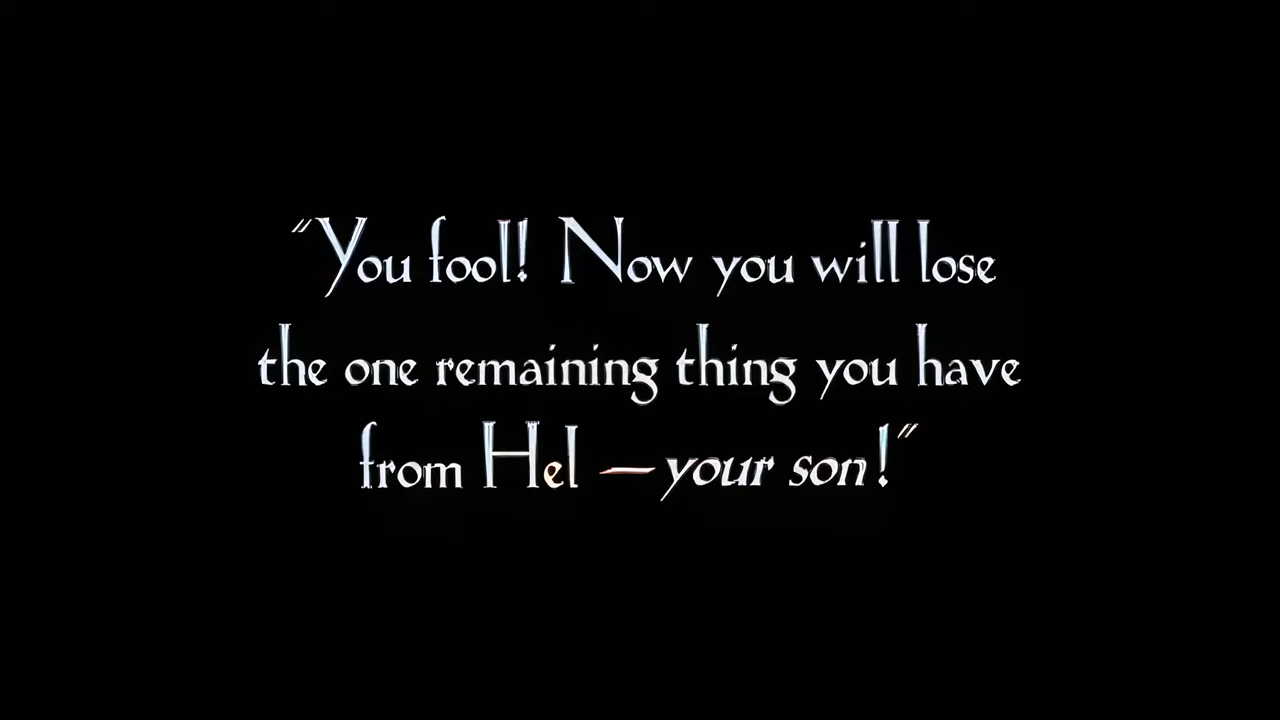 "You fool! Now you will lose
the one remaining thing you have
from Hel — your son!"